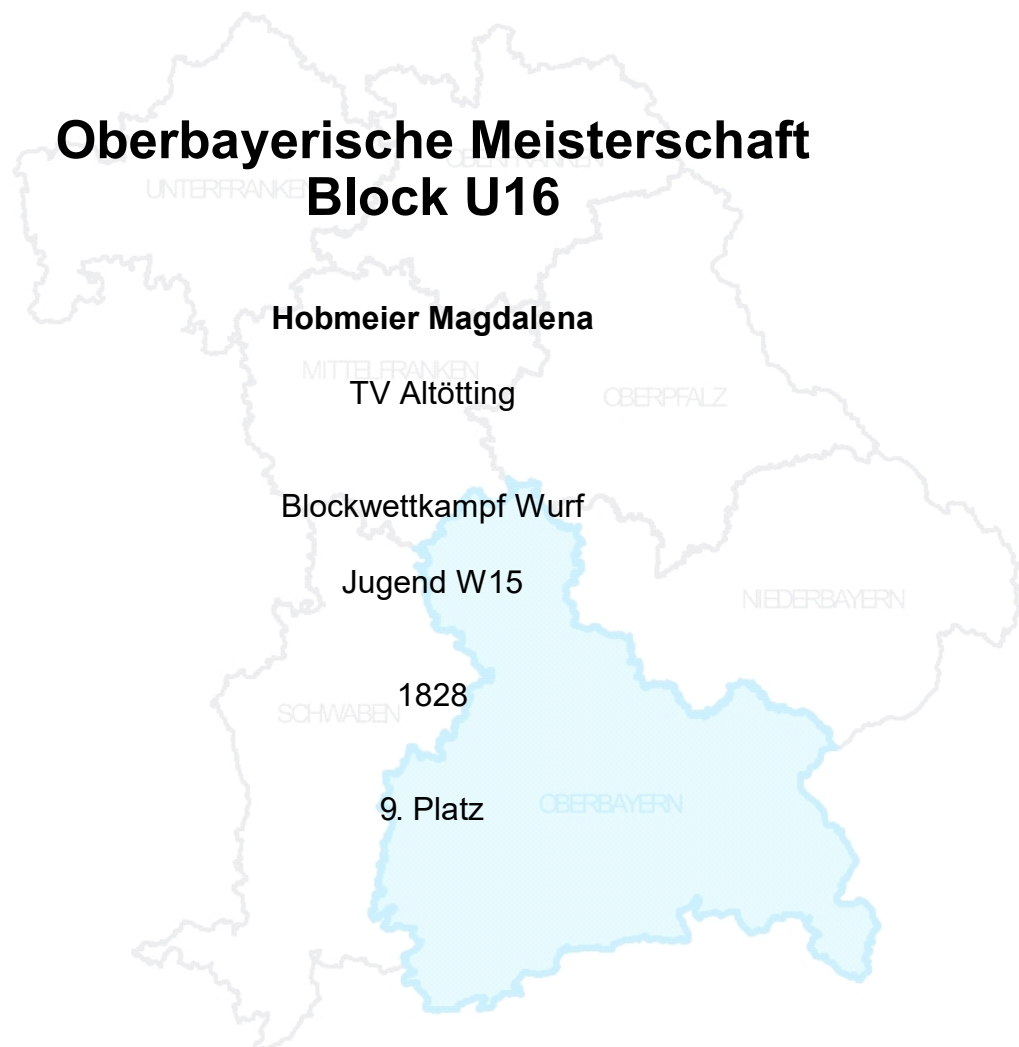 Oberbayerische Meisterschaft
OBERFRANKEN
UNTERFRANKEN
Block U16
Hobmeier Magdalena
MITTELFRANKEN
TV Altötting
OBERPFALZ
Blockwettkampf Wurf
Jugend W15
NIEDERBAYERN
1828
SCHWABEN
9. Platz
OBERBAYERN